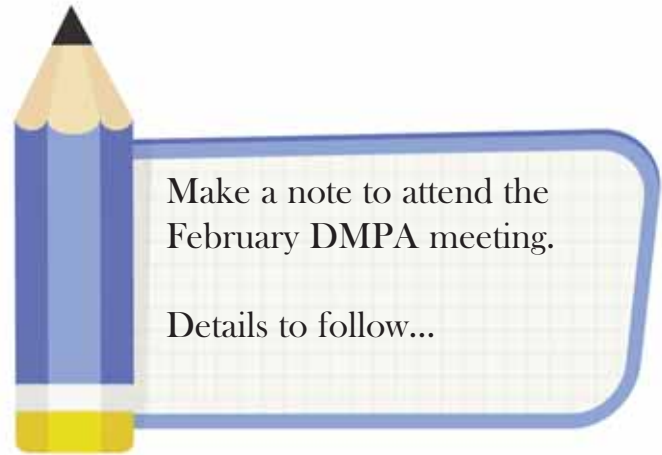 Make a note to attend the
February DMPA meeting.
Details to follow...